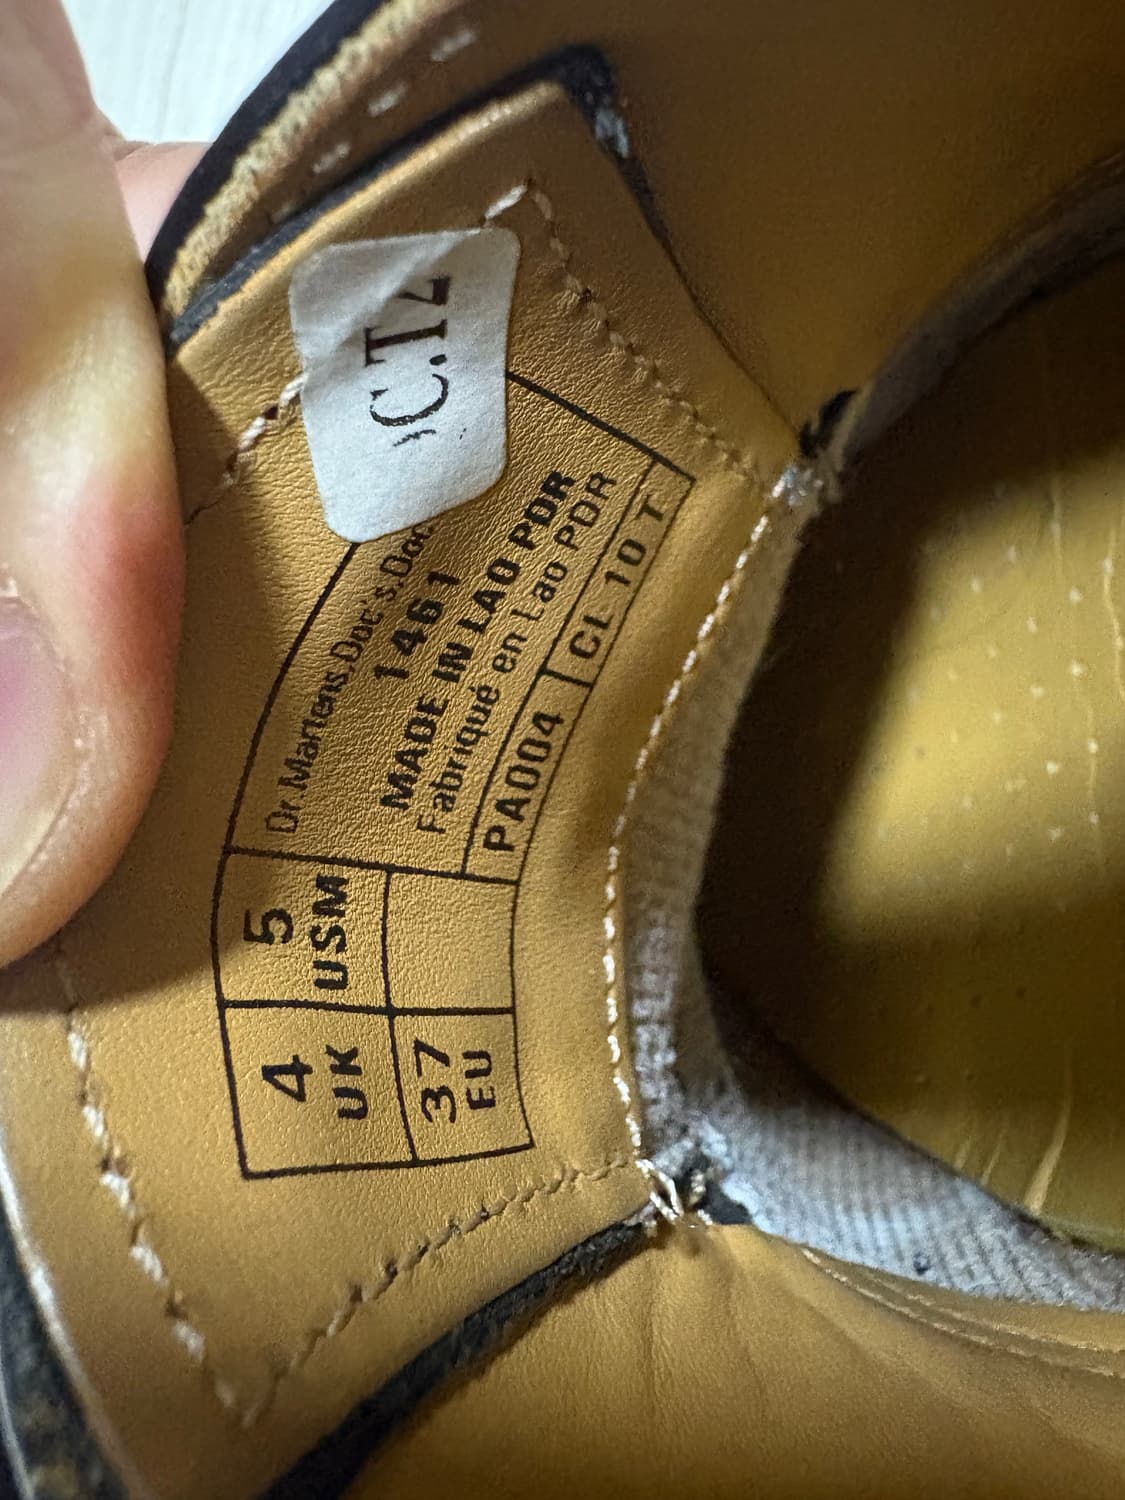 C.T
Dr.Martens.Doc's.Doc
1461
MADE IN LAO PDR
Fabriqué en Lao PDR
PA004 CL 10 T
5
USM
4
UK
37
EU